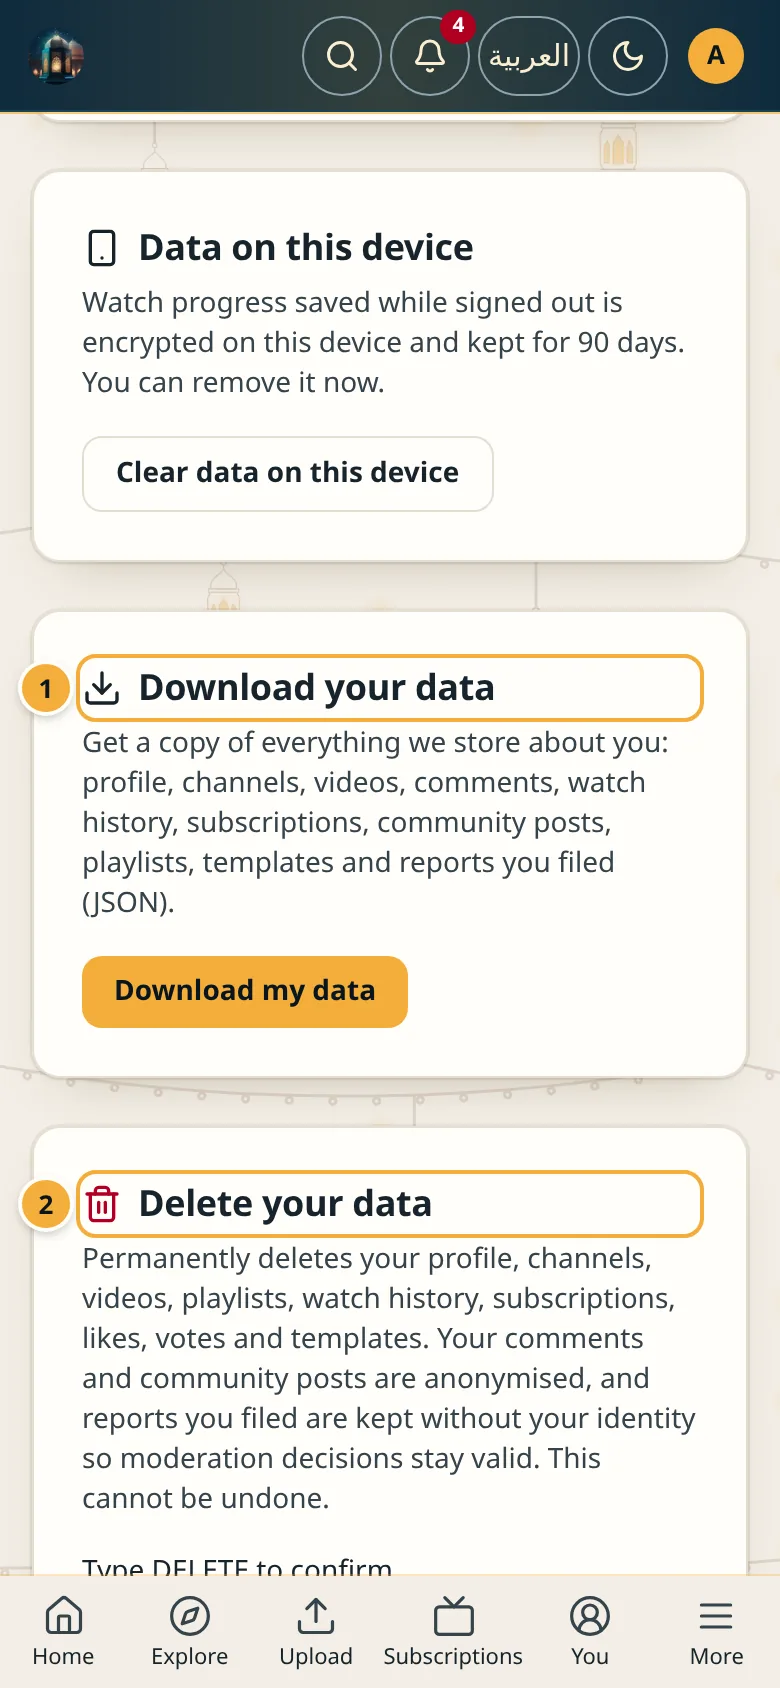 4
العربية
A
Data on this device
Watch progress saved while signed out is
encrypted on this device and kept for 90 days.
You can remove it now.
Clear data on this device
1
Download your data
Get a copy of everything we store about you:
profile, channels, videos, comments, watch
history, subscriptions, community posts,
playlists, templates and reports you filed
(JSON).
Download my data
2
Delete your data
Permanently deletes your profile, channels,
videos, playlists, watch history, subscriptions,
likes, votes and templates. Your comments
and community posts are anonymised, and
reports you filed are kept without your identity
so moderation decisions stay valid. This
cannot be undone.
Type DELETE to confirm
Home
Explore
Upload
Subscriptions
You
More